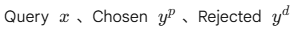 Query x 、Chosen y^p 、Rejected y^d